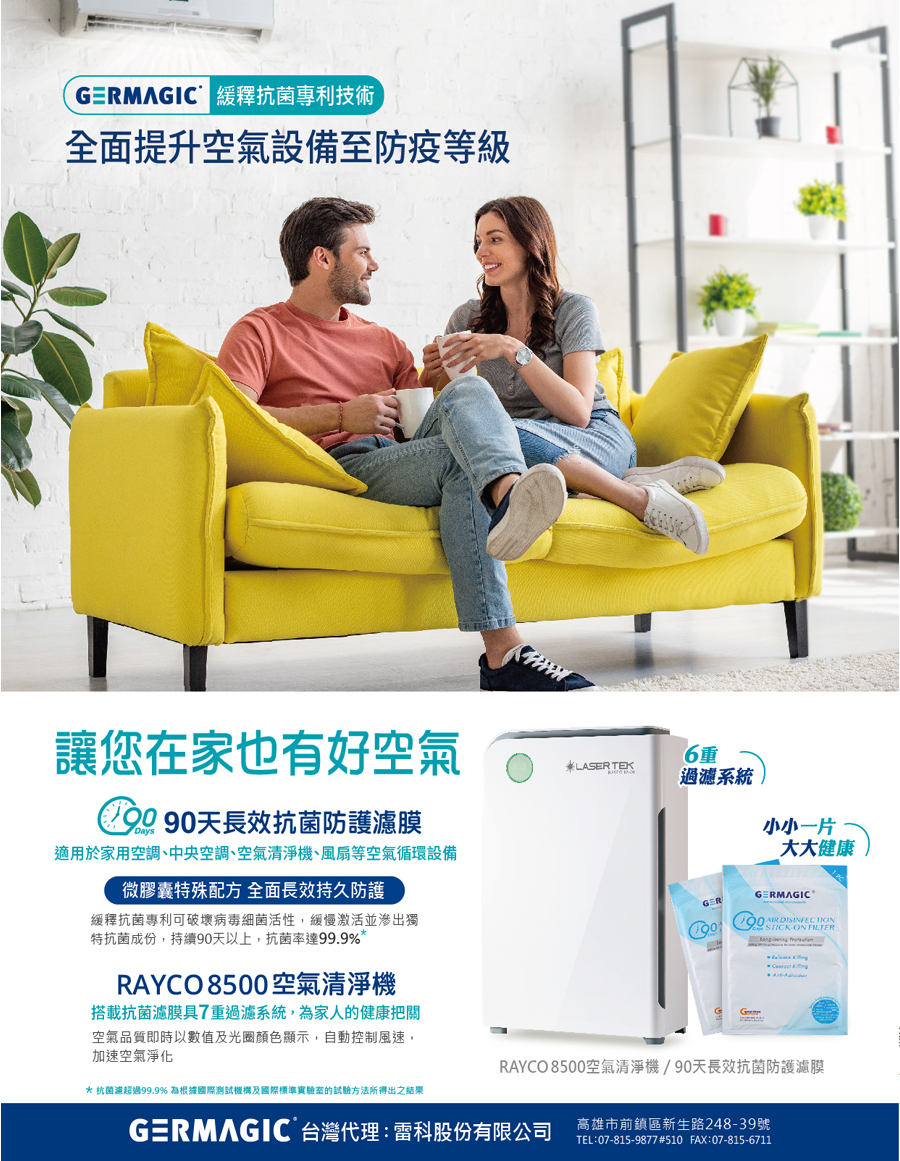 GERMAGIC 緩釋抗菌專利技術
全面提升空氣設備至防疫等級
讓您在家也有好空氣
90 Days 90天長效抗菌防護濾膜
適用於家用空調、中央空調、空氣清淨機、風扇等空氣循環設備
微膠囊特殊配方 全面長效持久防護
緩釋抗菌專利可破壞病毒細菌活性，緩慢激活並滲出獨
特抗菌成份，持續90天以上，抗菌率達99.9%*
RAYCO 8500 空氣清淨機
搭載抗菌濾膜具7重過濾系統，為家人的健康把關
空氣品質即時以數值及光圈顏色顯示，自動控制風速，
加速空氣淨化
* 抗菌濾超過99.9% 為根據國際測試機構及國際標準實驗室的試驗方法所得出之結果
LASER TEK
6重
過濾系統
小小一片
大大健康
GERMAGIC
90 Days AIR DISINFECTION
STICK-ON FILTER
Long-lasting Protection
Release Killing
Contact Killing
Anti-Adhesion
RAYCO 8500空氣清淨機 / 90天長效抗菌防護濾膜
GERMAGIC 台灣代理：雷科股份有限公司
高雄市前鎮區新生路248-39號
TEL：07-815-9877#510 FAX：07-815-6711